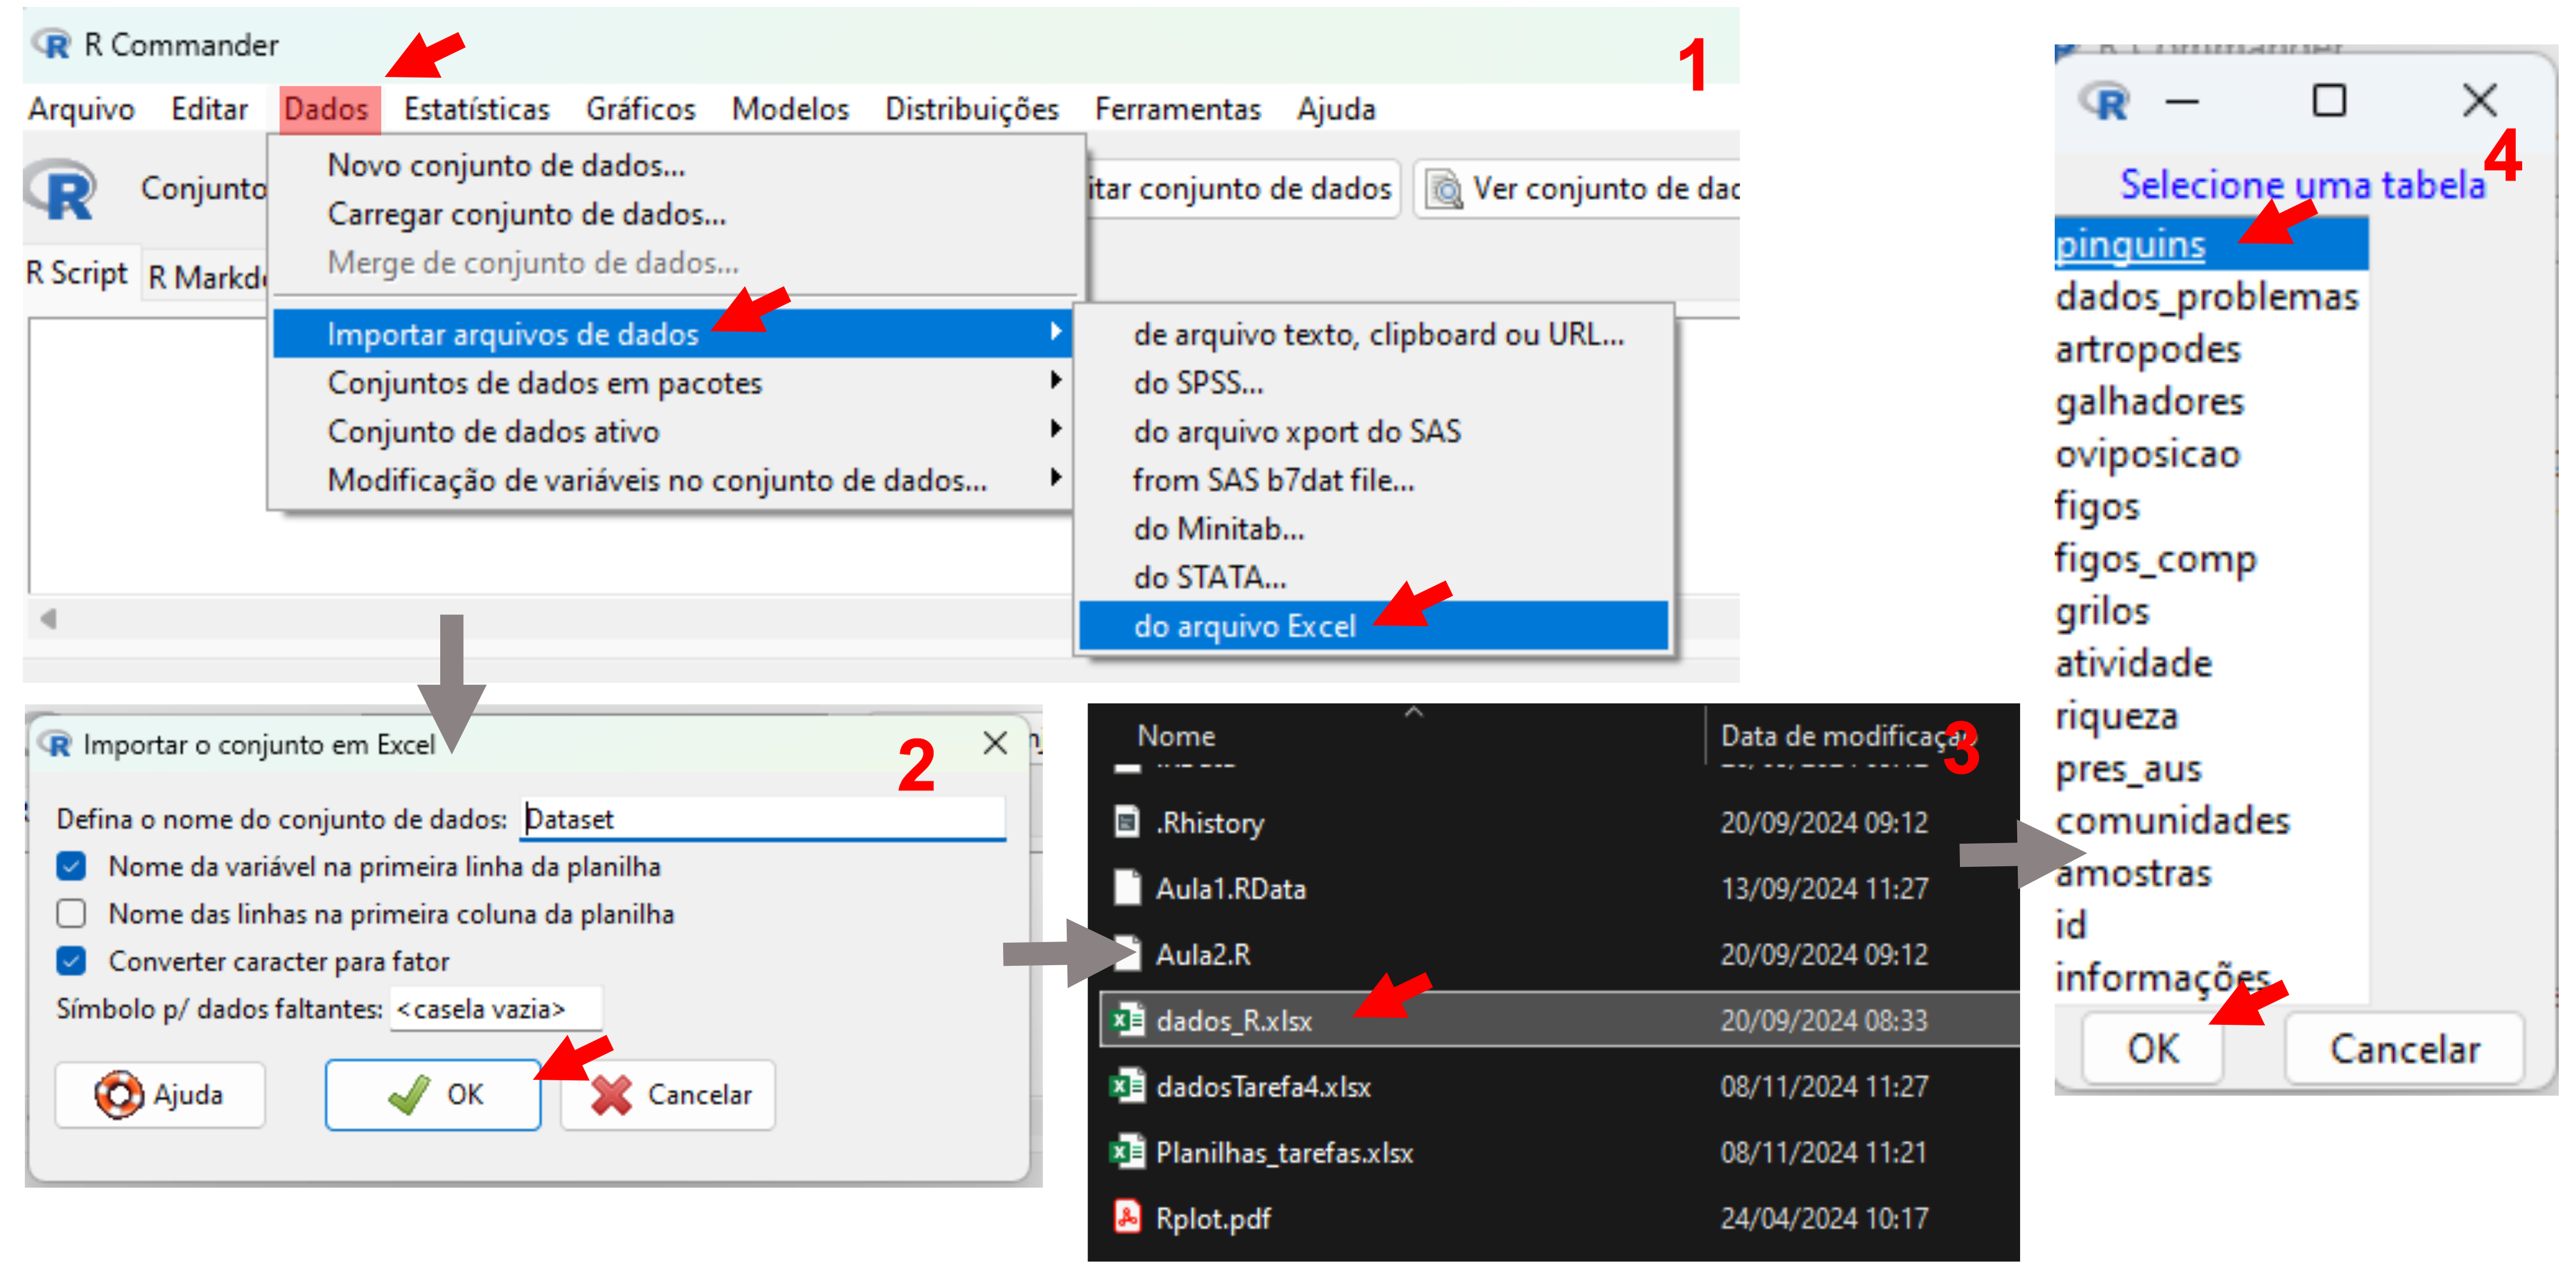 R Commander
1
Arquivo Editar Dados Estatísticas Gráficos Modelos Distribuições Ferramentas Ajuda
Novo conjunto de dados...
Carregar conjunto de dados...
Merge de conjunto de dados...
Importar arquivos de dados
Conjuntos de dados em pacotes
Conjunto de dados ativo
Modificação de variáveis no conjunto de dados...
Conjunto
itar conjunto de dados
Ver conjunto de dad
R Script
R Markd
de arquivo texto, clipboard ou URL...
do SPSS...
do arquivo xport do SAS
from SAS b7dat file...
do Minitab...
do STATA...
do arquivo Excel
Importar o conjunto em Excel
2
Defina o nome do conjunto de dados: Dataset
Nome da variável na primeira linha da planilha
Nome das linhas na primeira coluna da planilha
Converter caracter para fator
Símbolo p/ dados faltantes: <casela vazia>
Ajuda OK Cancelar
Nome Data de modificação
3
.Rhistory 20/09/2024 09:12
Aula1.RData 13/09/2024 11:27
Aula2.R 20/09/2024 09:12
dados_R.xlsx 20/09/2024 08:33
dadosTarefa4.xlsx 08/11/2024 11:27
Planilhas_tarefas.xlsx 08/11/2024 11:21
Rplot.pdf 24/04/2024 10:17
R Commander
4
Selecione uma tabela
pinguins
dados_problemas
artropodes
galhadores
oviposicao
figos
figos_comp
grilos
atividade
riqueza
pres_aus
comunidades
amostras
id
informações
OK Cancelar